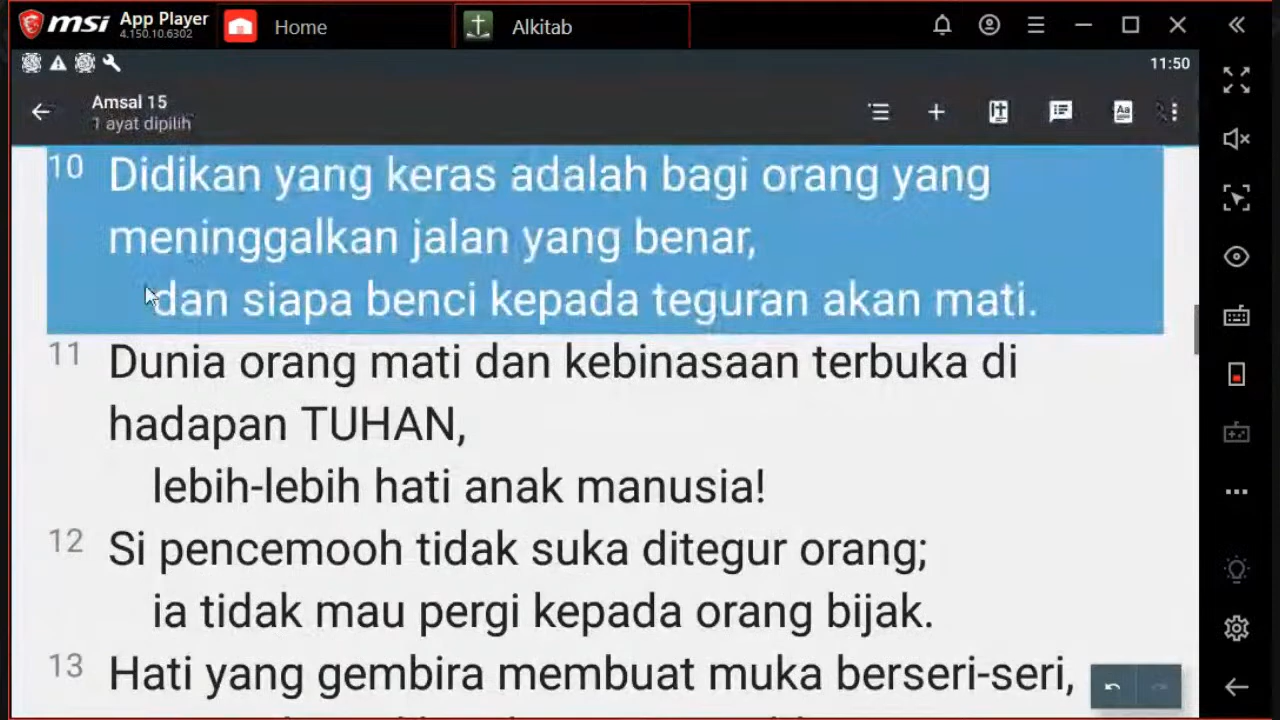 msi App Player
4.150.10.6302
Home
Alkitab
11:50
Amsal 15
1 ayat dipilih
10 Didikan yang keras adalah bagi orang yang
meninggalkan jalan yang benar,
dan siapa benci kepada teguran akan mati.
11 Dunia orang mati dan kebinasaan terbuka di
hadapan TUHAN,
lebih-lebih hati anak manusia!
12 Si pencemooh tidak suka ditegur orang;
ia tidak mau pergi kepada orang bijak.
13 Hati yang gembira membuat muka berseri-seri,